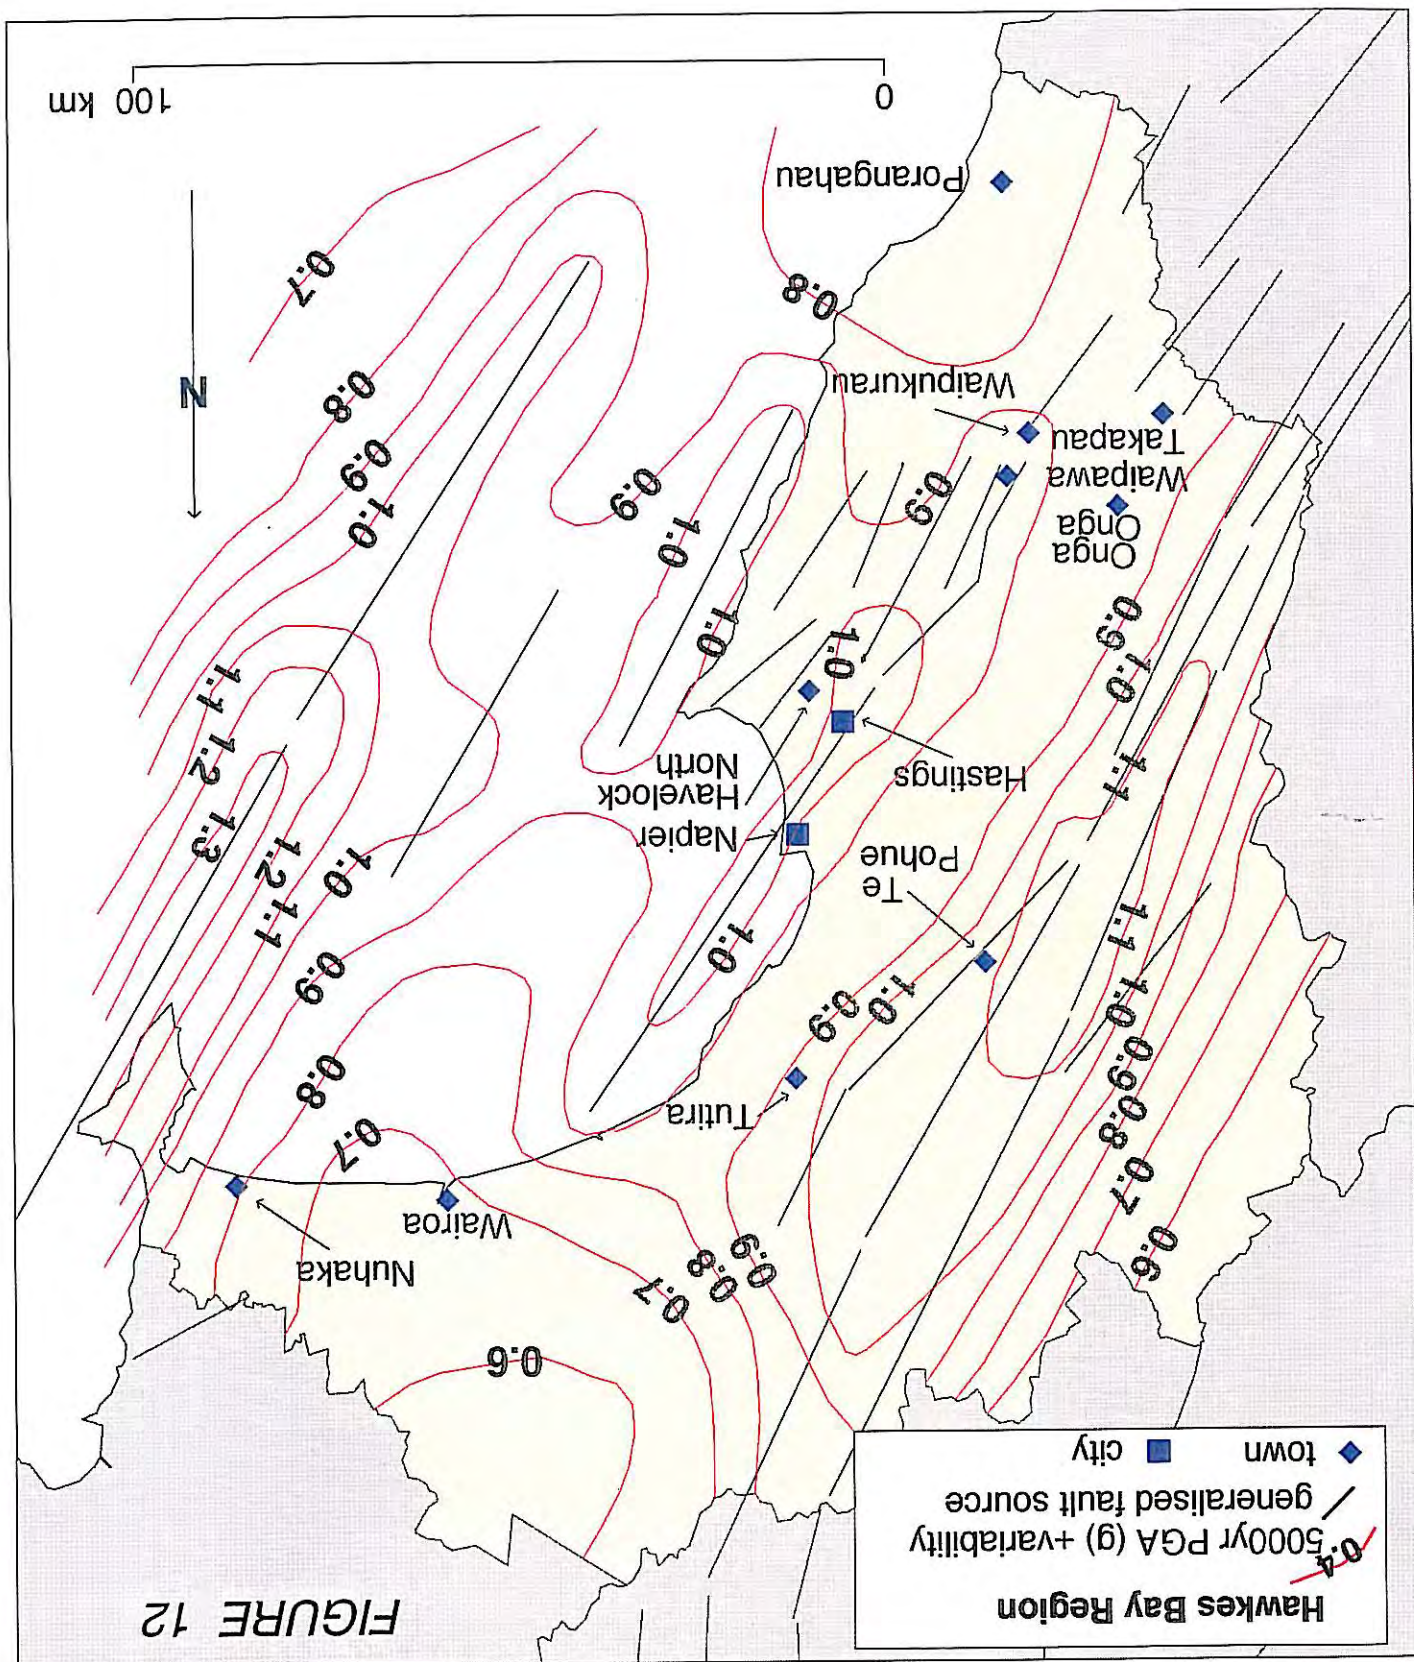 FIGURE 12
Hawkes Bay Region
0.4
5000yr PGA (g) +variability
generalised fault source
town
city
0.6
0.7
0.8
0.9
Nuhaka
0.6
Wairoa
0.7
0.7
0.8
Tutira
0.8
0.9
0.9
1.0
1.0
0.9
1.0
1.1
1.1
Te
Pohue
1.0
1.2
Napier
1.3
Havelock
North
Hastings
1.1
1.2
1.1
1.0
1.0
1.0
0.9
Onga
Onga
1.0
1.0
0.9
0.9
Waipawa
0.9
Takapau
N
0.8
Waipukurau
0.8
0.7
Porangahau
0
100 km